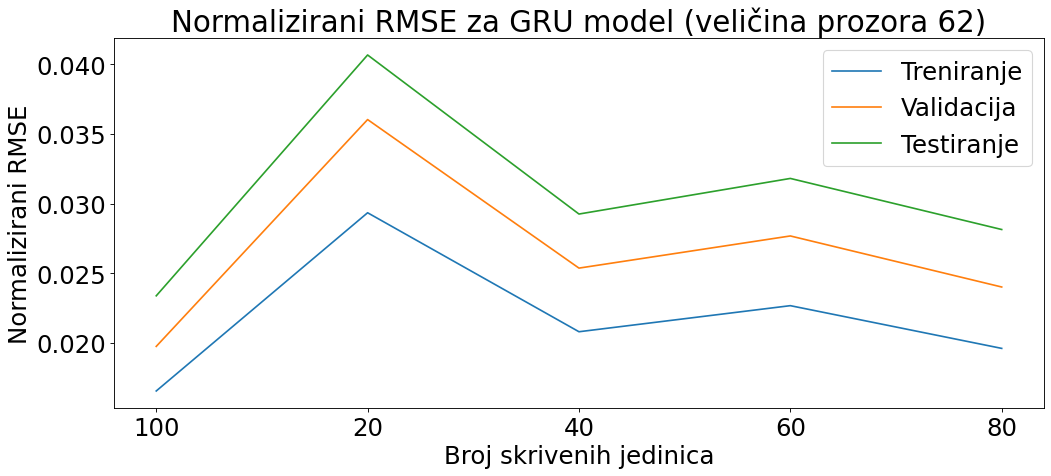 Normalizirani RMSE za GRU model (veličina prozora 62)
Normalizirani RMSE
0.040
0.035
0.030
0.025
0.020
Treniranje
Validacija
Testiranje
100 20 40 60 80
Broj skrivenih jedinica